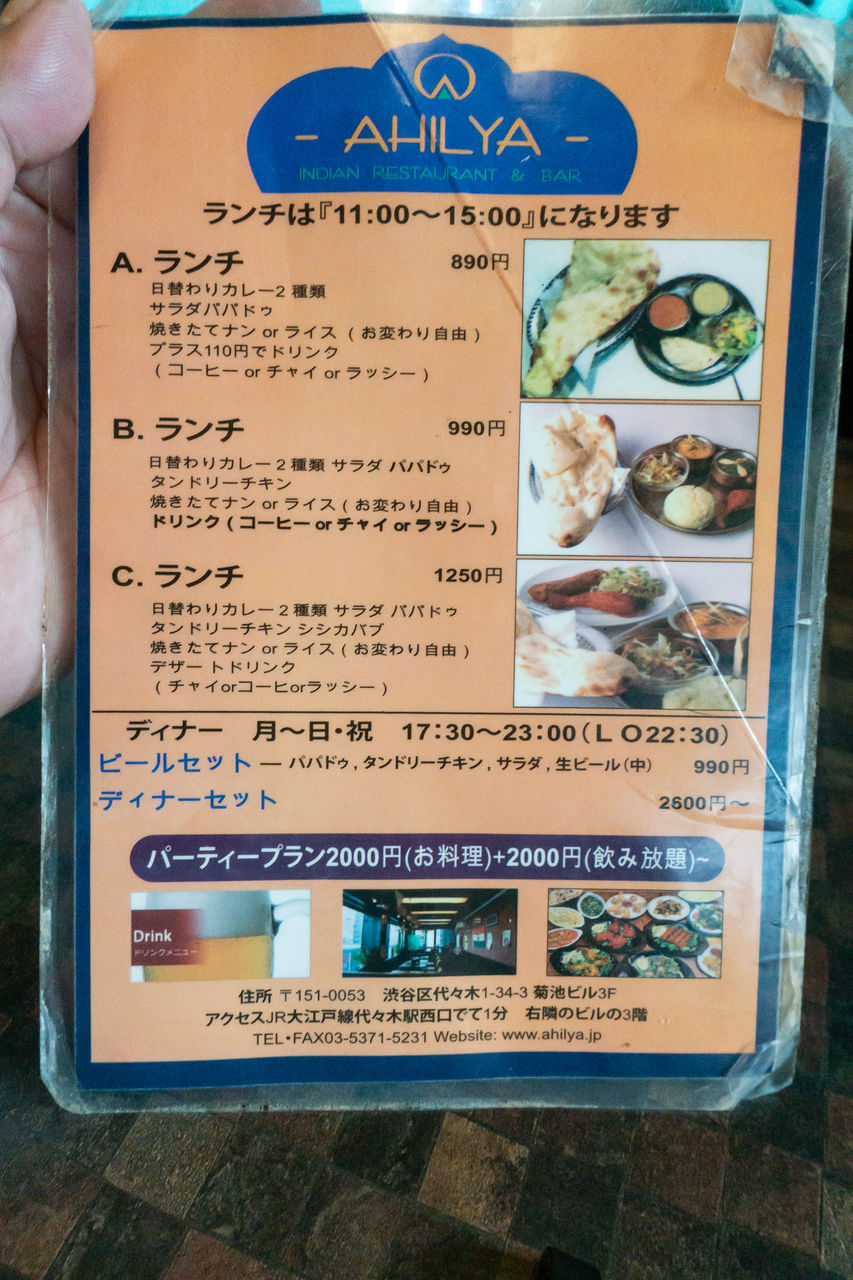 - AHILYA -
INDIAN RESTAURANT & BAR
ランチは『11:00〜15:00』になります
A. ランチ 890円
日替わりカレー2 種類
サラダパパドゥ
焼きたてナン or ライス ( お変わり自由 )
プラス110円でドリンク
( コーヒー or チャイ or ラッシー )
B. ランチ 990円
日替わりカレー 2 種類 サラダ パパドゥ
タンドリーチキン
焼きたてナン or ライス ( お変わり自由 )
ドリンク ( コーヒー or チャイ or ラッシー )
C. ランチ 1250円
日替わりカレー 2 種類 サラダ パパドゥ
タンドリーチキン シシカバブ
焼きたてナン or ライス ( お変わり自由 )
デザートドリンク
( チャイorコーヒorラッシー )
ディナー 月〜日・祝 17:30〜23:00(L O22:30)
ビールセット — パパドゥ , タンドリーチキン , サラダ , 生ビール (中) 990円
ディナーセット 2600円〜
パーティープラン2000円(お料理)+2000円(飲み放題)~
Drink
ドリンクメニュー
住所 〒151-0053 渋谷区代々木1-34-3 菊池ビル3F
アクセスJR大江戸線代々木駅西口でて1分 右隣のビルの3階
TEL・FAX03-5371-5231 Website: www.ahilya.jp